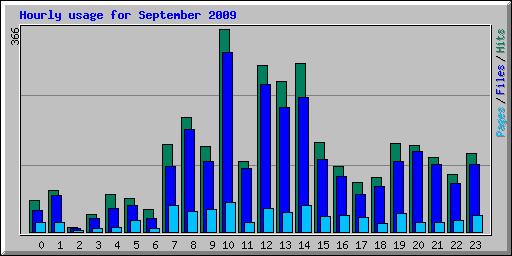 Hourly usage for September 2009
366
Pages / Files / Hits
0 1 2 3 4 5 6 7 8 9 10 11 12 13 14 15 16 17 18 19 20 21 22 23